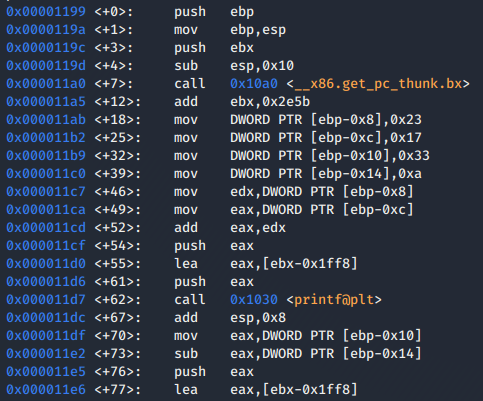 0x00001199 <+0>: push ebp
0x0000119a <+1>: mov ebp,esp
0x0000119c <+3>: push ebx
0x0000119d <+4>: sub esp,0x10
0x000011a0 <+7>: call 0x10a0 <__x86.get_pc_thunk.bx>
0x000011a5 <+12>: add ebx,0x2e5b
0x000011ab <+18>: mov DWORD PTR [ebp-0x8],0x23
0x000011b2 <+25>: mov DWORD PTR [ebp-0xc],0x17
0x000011b9 <+32>: mov DWORD PTR [ebp-0x10],0x33
0x000011c0 <+39>: mov DWORD PTR [ebp-0x14],0xa
0x000011c7 <+46>: mov edx,DWORD PTR [ebp-0x8]
0x000011ca <+49>: mov eax,DWORD PTR [ebp-0xc]
0x000011cd <+52>: add eax,edx
0x000011cf <+54>: push eax
0x000011d0 <+55>: lea eax,[ebx-0x1ff8]
0x000011d6 <+61>: push eax
0x000011d7 <+62>: call 0x1030 <printf@plt>
0x000011dc <+67>: add esp,0x8
0x000011df <+70>: mov eax,DWORD PTR [ebp-0x10]
0x000011e2 <+73>: sub eax,DWORD PTR [ebp-0x14]
0x000011e5 <+76>: push eax
0x000011e6 <+77>: lea eax,[ebx-0x1ff8]